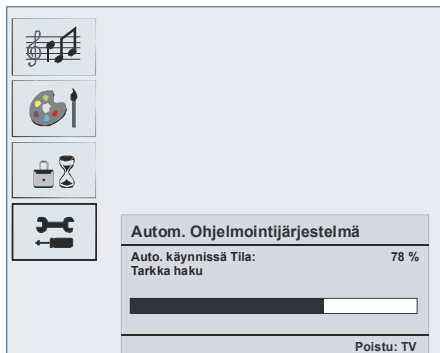 Autom. Ohjelmointijärjestelmä
Auto. käynnissä Tila: 78 %
Tarkka haku
Poistu: TV